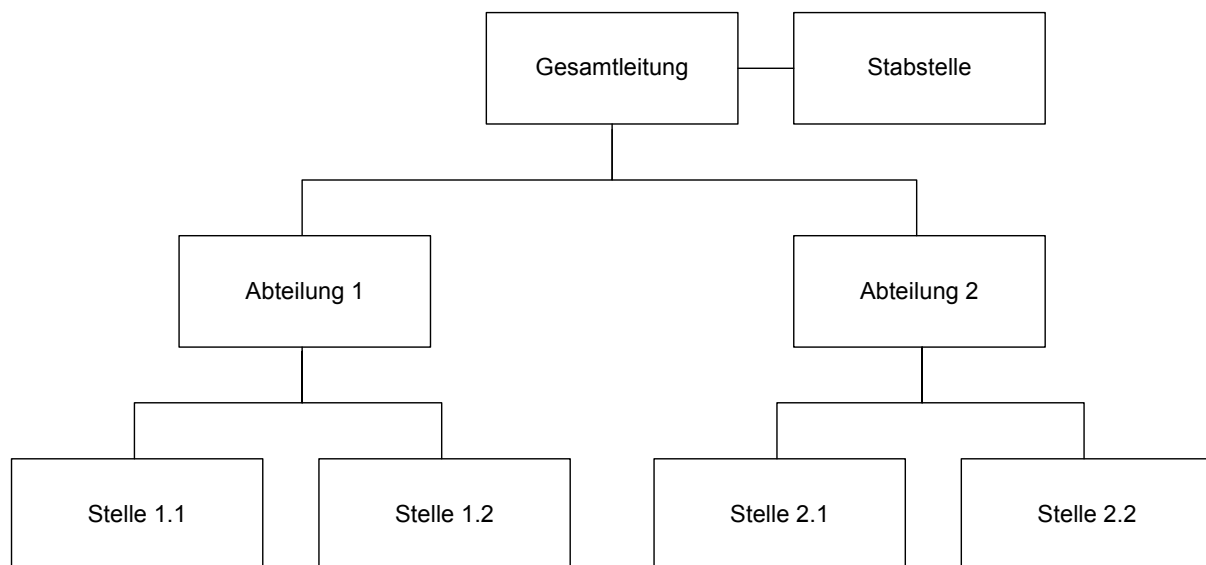 Gesamtleitung
Stabstelle
Abteilung 1
Abteilung 2
Stelle 1.1
Stelle 1.2
Stelle 2.1
Stelle 2.2